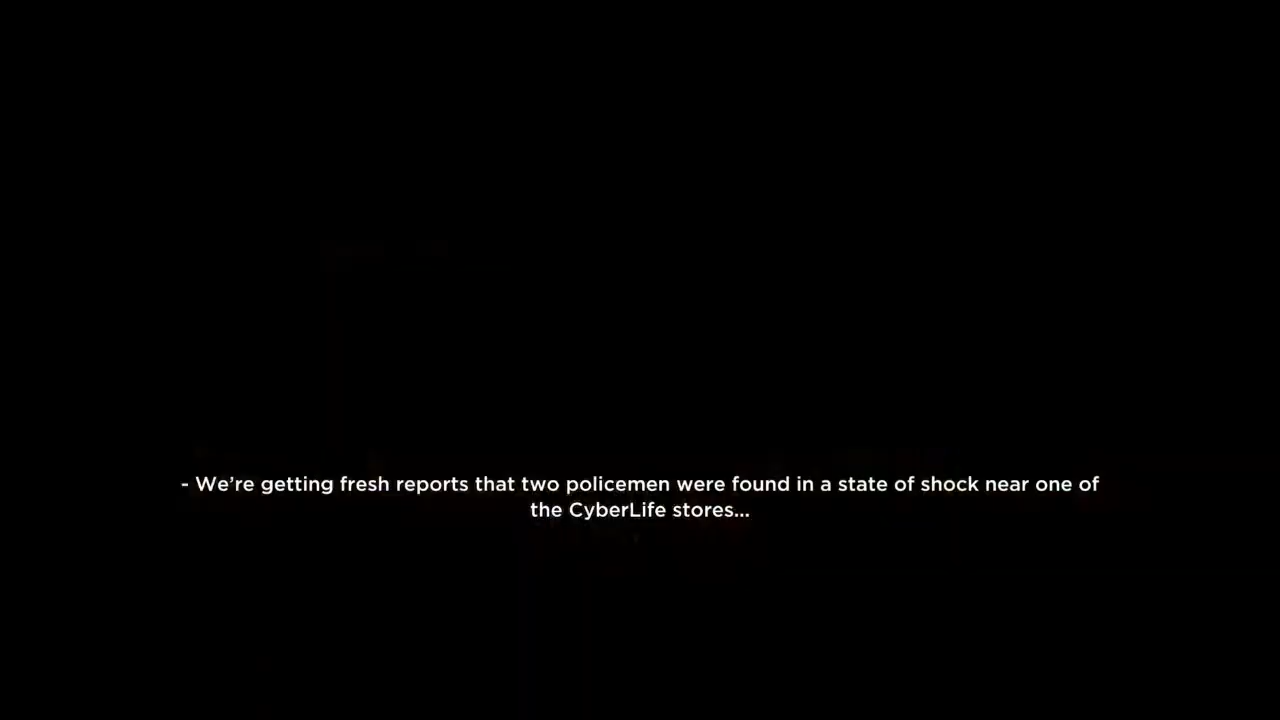 - We’re getting fresh reports that two policemen were found in a state of shock near one of
the CyberLife stores...